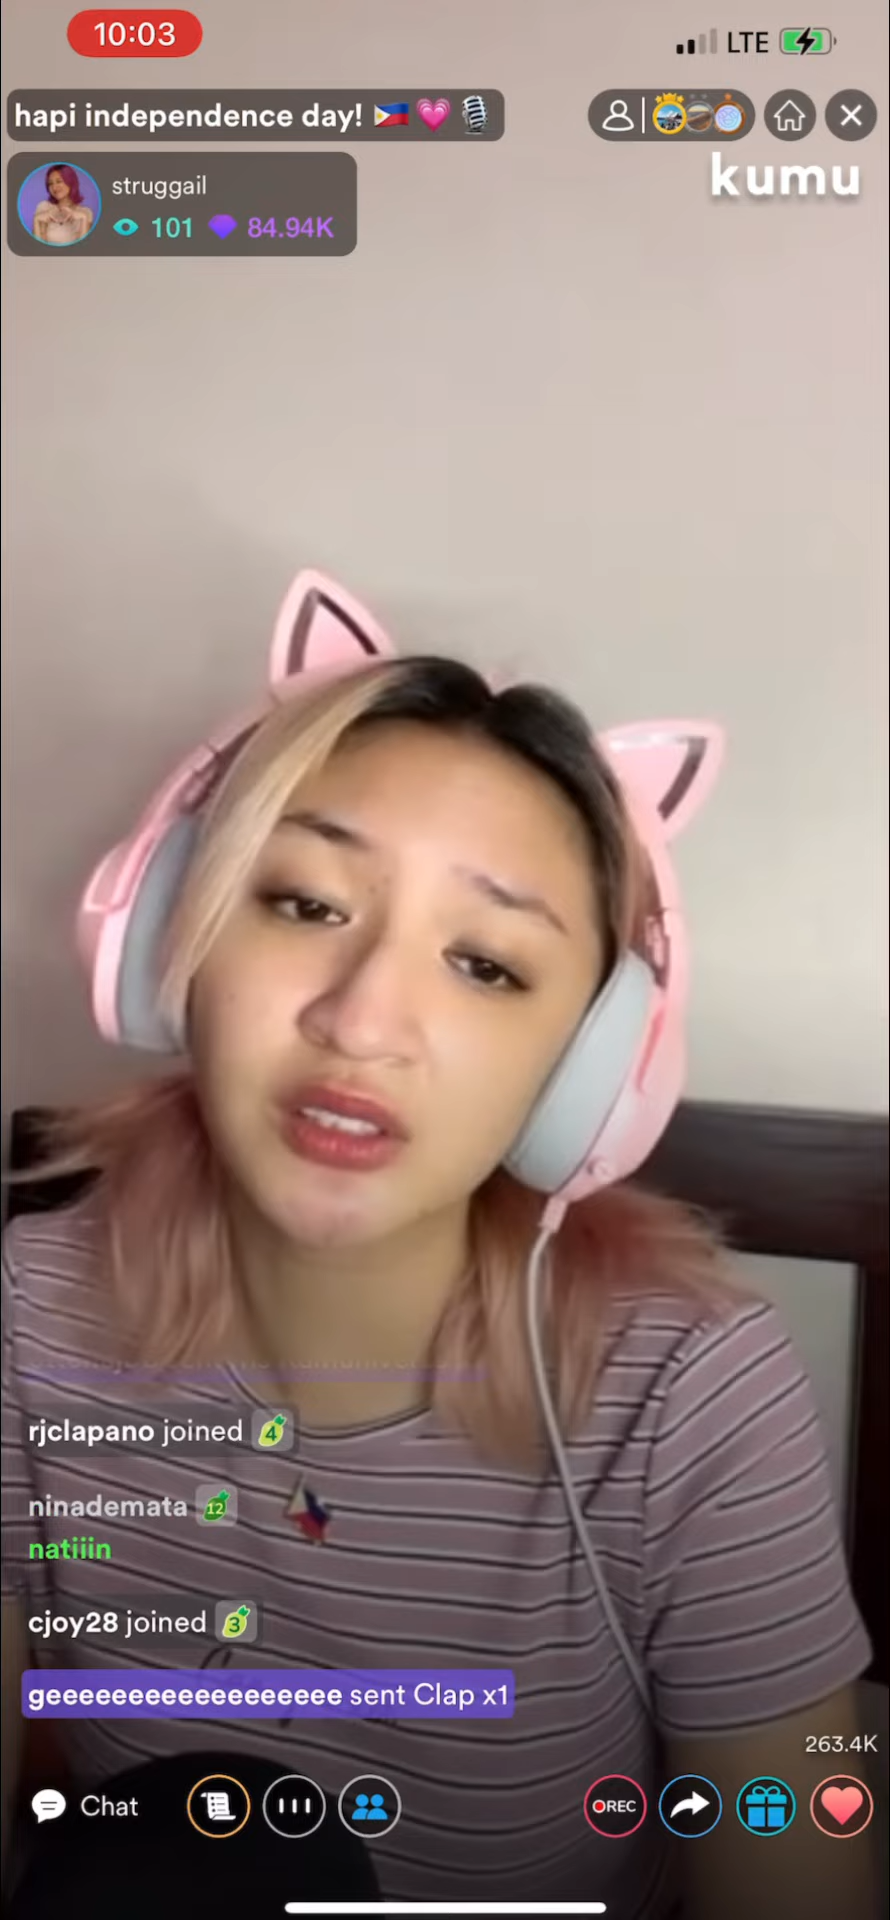 10:03
LTE
hapi independence day! 🇵🇭 💗 🎙️
struggail
101 84.94K
kumu
rjclapano joined 4
ninademata 12
natiiin
cjoy28 joined 3
geeeeeeeeeeeeeeeeee sent Clap x1
263.4K
Chat
REC